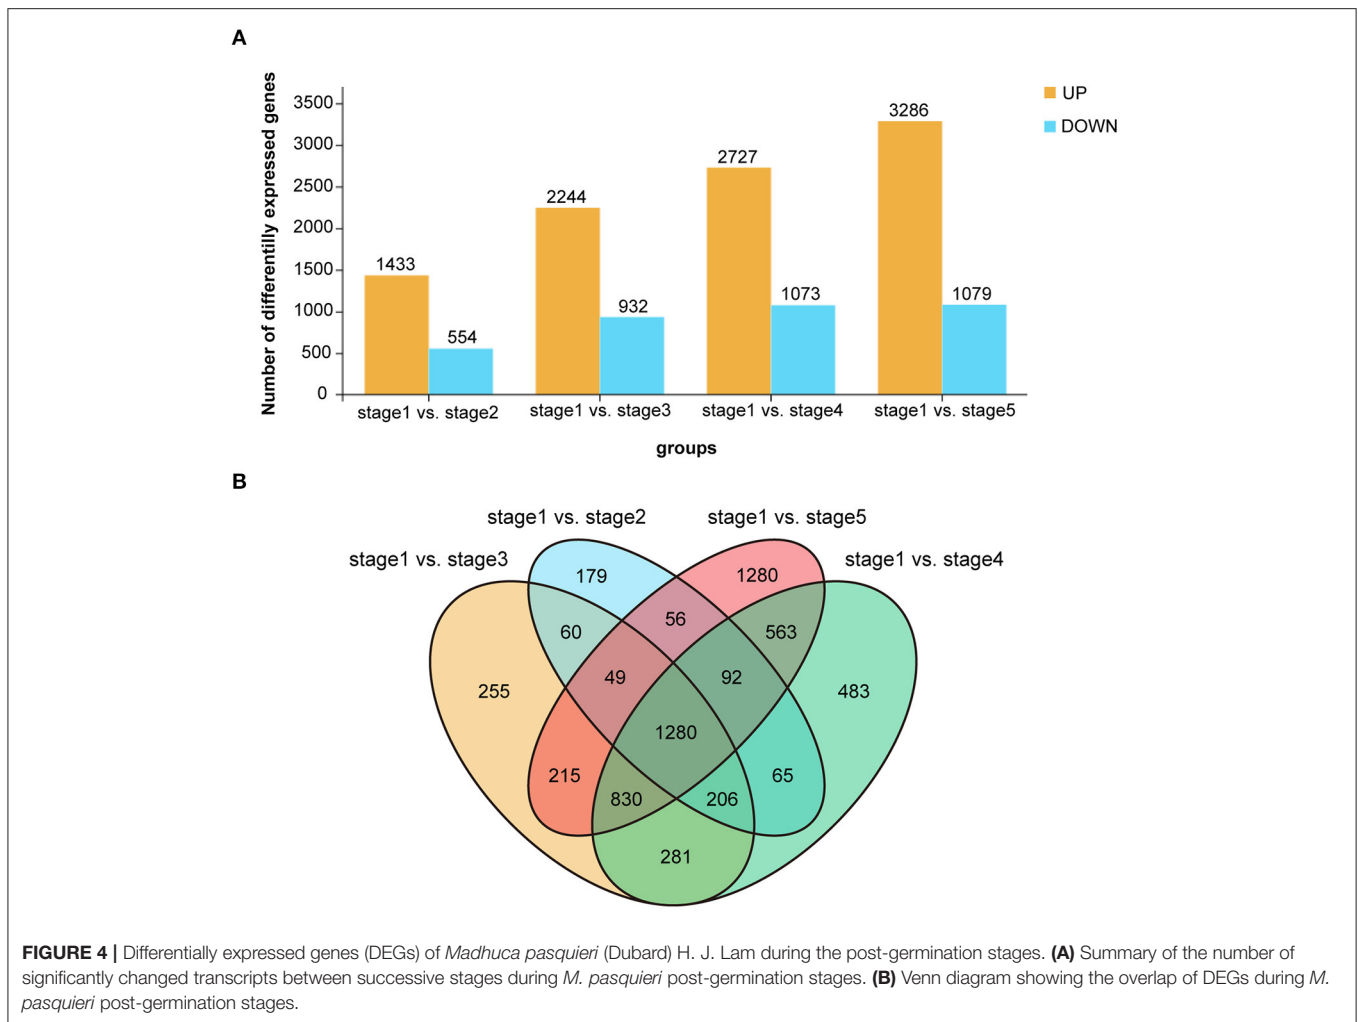 A
Number of differentilly expressed genes
3500
3000
2500
2000
1500
1000
500
0
1433
554
2244
932
2727
1073
3286
1079
UP
DOWN
stage1 vs. stage2
stage1 vs. stage3
stage1 vs. stage4
stage1 vs. stage5
groups
B
stage1 vs. stage2
stage1 vs. stage5
stage1 vs. stage3
stage1 vs. stage4
179
1280
60
56
563
255
49
92
483
1280
215
830
206
65
281
FIGURE 4 | Differentially expressed genes (DEGs) of Madhuca pasquieri (Dubard) H. J. Lam during the post-germination stages. (A) Summary of the number of
significantly changed transcripts between successive stages during M. pasquieri post-germination stages. (B) Venn diagram showing the overlap of DEGs during M.
pasquieri post-germination stages.